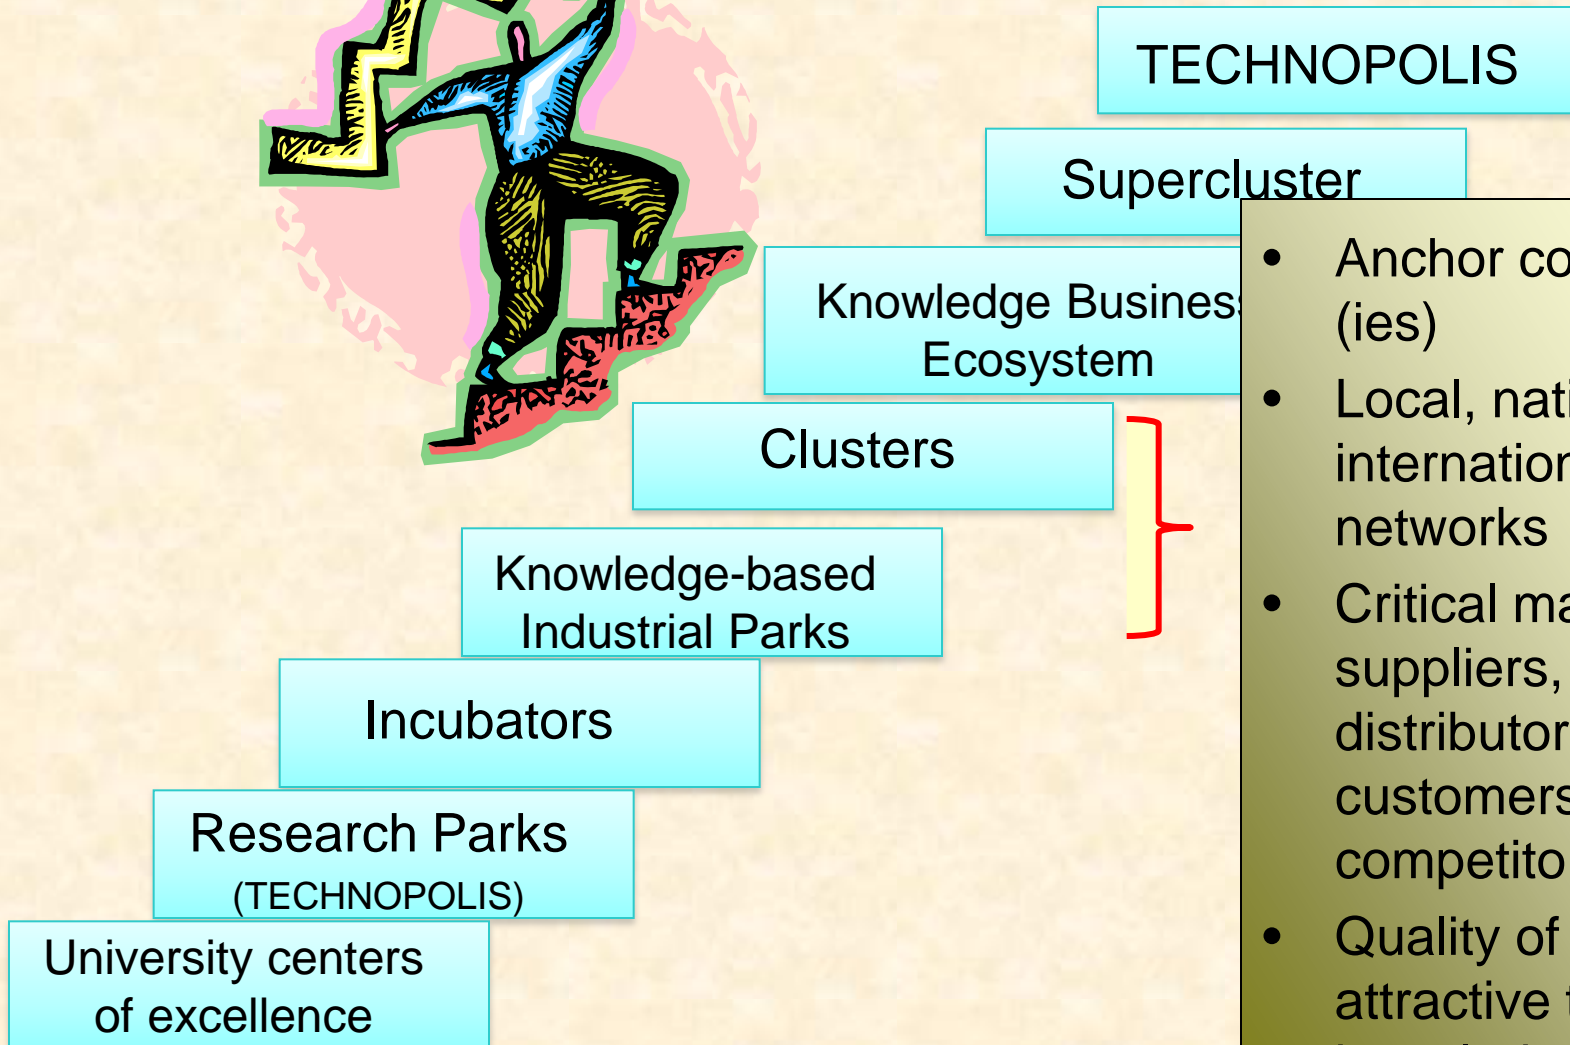 TECHNOPOLIS
Supercluster
Knowledge Business
Ecosystem
Clusters
Knowledge-based
Industrial Parks
Incubators
Research Parks
(TECHNOPOLIS)
University centers
of excellence
• Anchor co
(ies)
• Local, nati
internation
networks
• Critical ma
suppliers,
distributor
customers
competito
• Quality of
attractive t